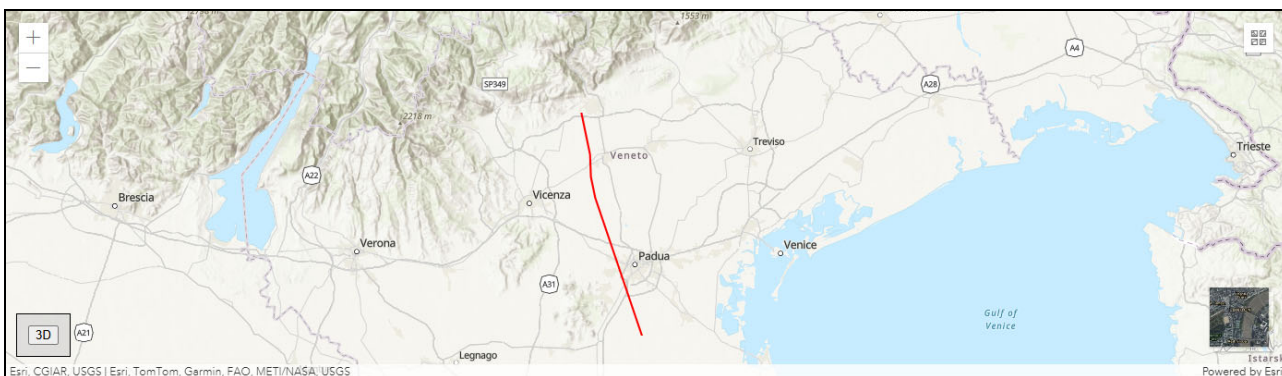 2218 m
1553 m
SP349
A4
A28
Treviso
Veneto
Trieste
A22
Brescia
Vicenza
Verona
Venice
Padua
A31
Gulf of
Venice
3D
A21
Legnago
Istarsk
Esri, CGIAR, USGS | Esri, TomTom, Garmin, FAO, METI/NASA, USGS
Powered by Esri